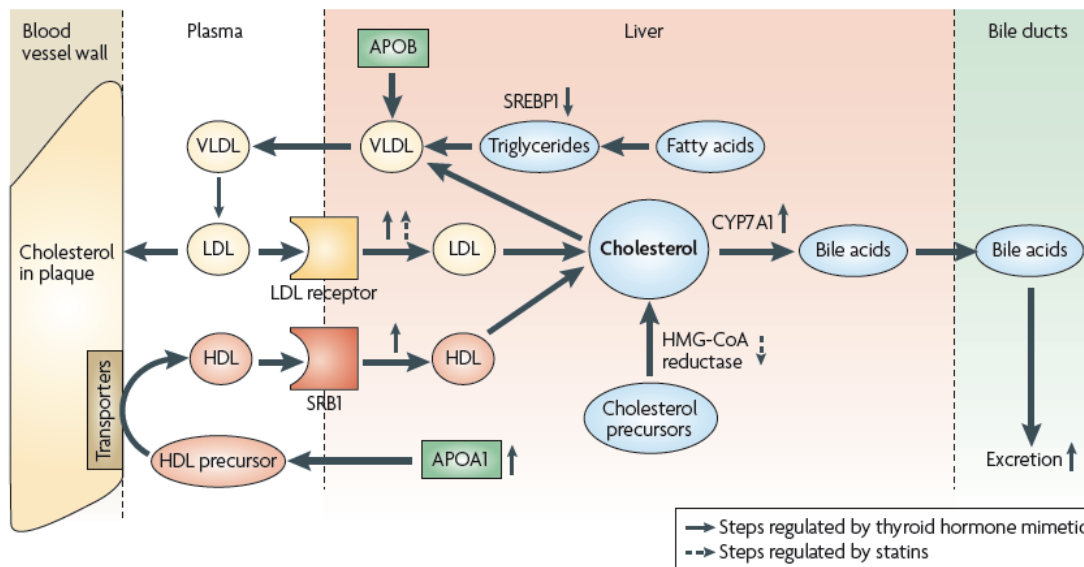 Blood
vessel wall
Plasma
Liver
Bile ducts
APOB
SREBP1
VLDL
VLDL
Triglycerides
Fatty acids
Cholesterol
in plaque
LDL
LDL receptor
LDL
Cholesterol
CYP7A1
Bile acids
Bile acids
HDL
SRB1
HDL
HMG-CoA
reductase
Cholesterol
precursors
Transporters
HDL precursor
APOA1
Excretion
Steps regulated by thyroid hormone mimetic
Steps regulated by statins